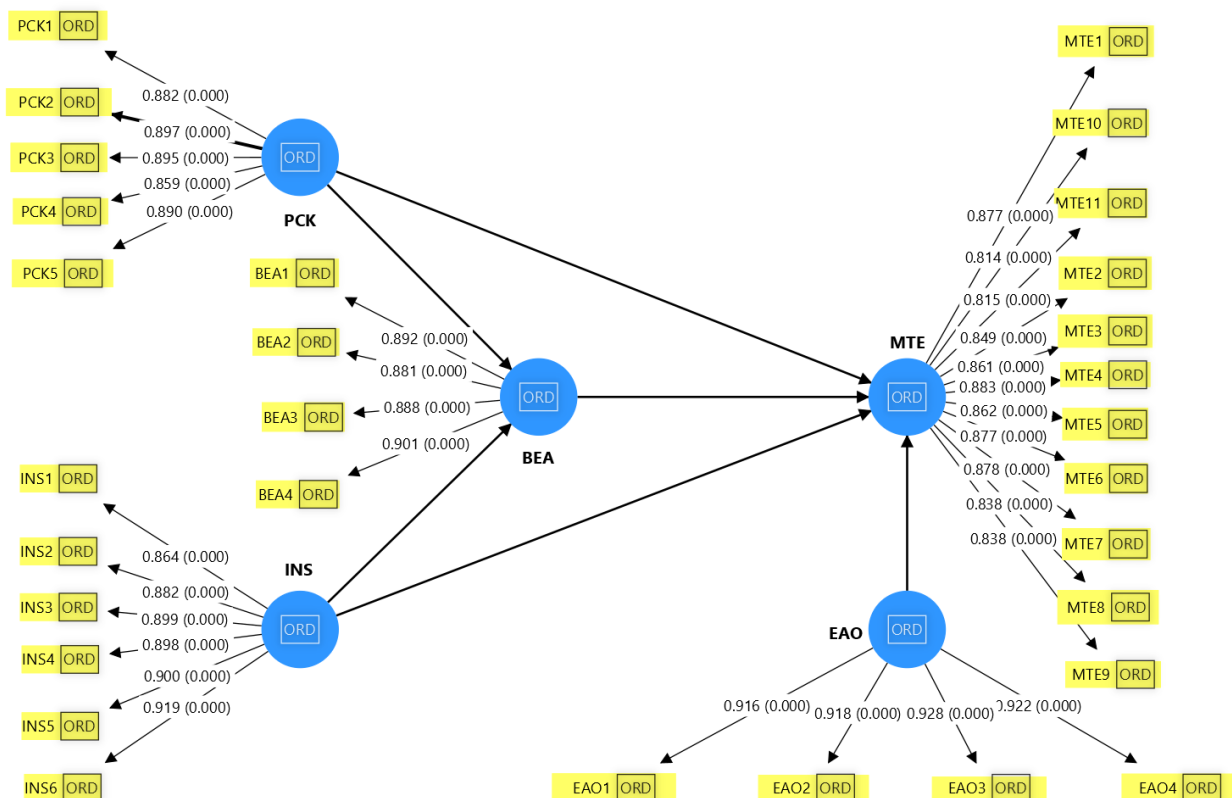 PCK1 ORD
PCK2 ORD
PCK3 ORD
PCK4 ORD
PCK5 ORD
0.882 (0.000)
0.897 (0.000)
0.895 (0.000)
0.859 (0.000)
0.890 (0.000)
ORD
PCK
BEA1 ORD
BEA2 ORD
BEA3 ORD
BEA4 ORD
0.892 (0.000)
0.881 (0.000)
0.888 (0.000)
0.901 (0.000)
ORD
BEA
INS1 ORD
INS2 ORD
INS3 ORD
INS4 ORD
INS5 ORD
INS6 ORD
0.864 (0.000)
0.882 (0.000)
0.899 (0.000)
0.898 (0.000)
0.900 (0.000)
0.919 (0.000)
INS
ORD
MTE
ORD
0.877 (0.000)
0.814 (0.000)
0.815 (0.000)
0.849 (0.000)
0.861 (0.000)
0.883 (0.000)
0.862 (0.000)
0.877 (0.000)
0.878 (0.000)
0.838 (0.000)
0.838 (0.000)
MTE1 ORD
MTE10 ORD
MTE11 ORD
MTE2 ORD
MTE3 ORD
MTE4 ORD
MTE5 ORD
MTE6 ORD
MTE7 ORD
MTE8 ORD
MTE9 ORD
EAO
ORD
0.916 (0.000)
0.918 (0.000)
0.928 (0.000)
0.922 (0.000)
EAO1 ORD
EAO2 ORD
EAO3 ORD
EAO4 ORD